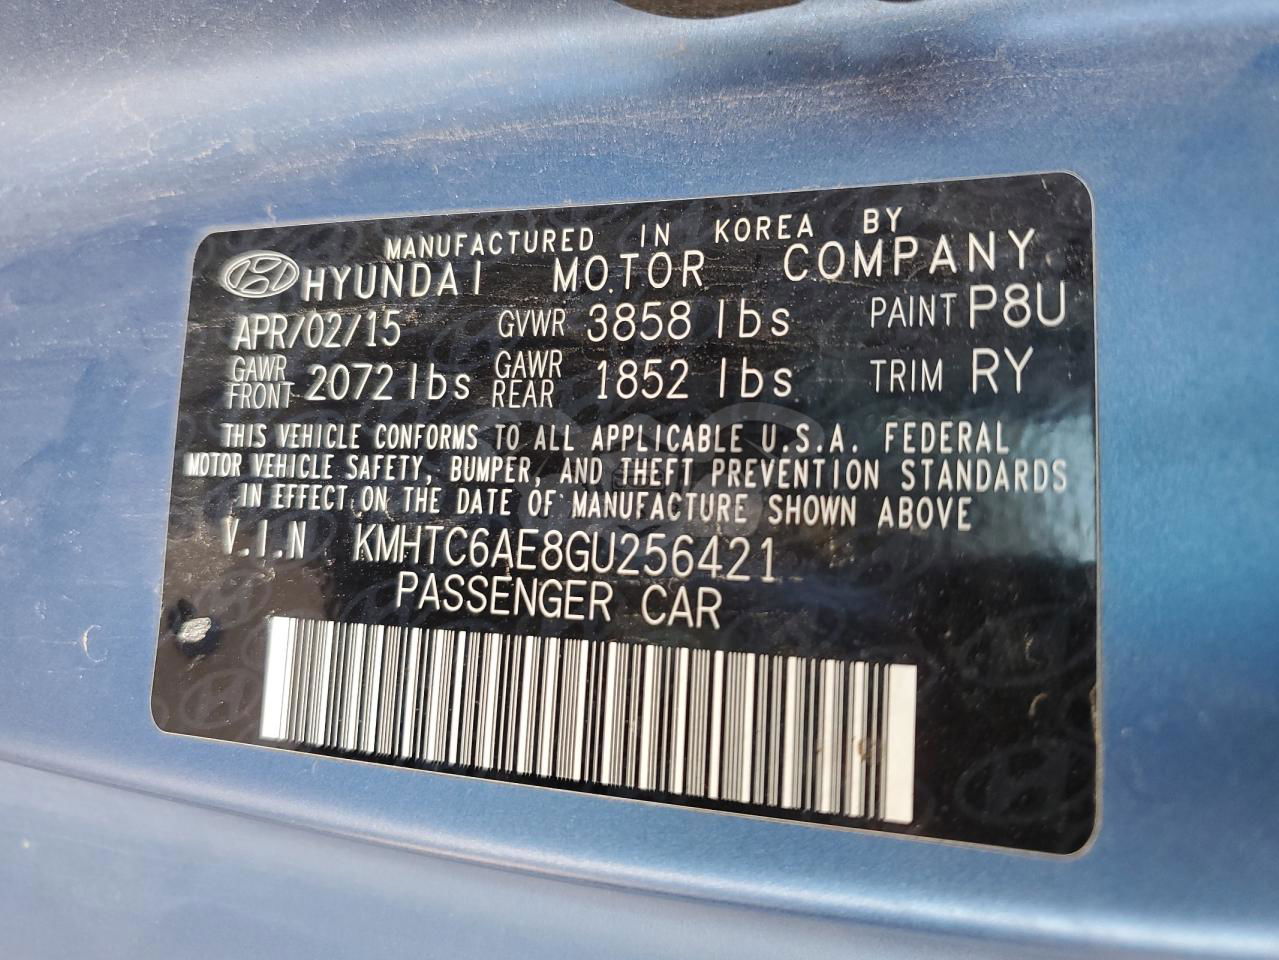 MANUFACTURED IN KOREA BY
HYUNDAI MOTOR COMPANY
APR/02/15 GVWR 3858 lbs PAINT P8U
GAWR FRONT 2072 lbs GAWR REAR 1852 lbs TRIM RY
THIS VEHICLE CONFORMS TO ALL APPLICABLE U.S.A. FEDERAL
MOTOR VEHICLE SAFETY, BUMPER, AND THEFT PREVENTION STANDARDS
IN EFFECT ON THE DATE OF MANUFACTURE SHOWN ABOVE
V.I.N KMHTC6AE8GU256421
PASSENGER CAR